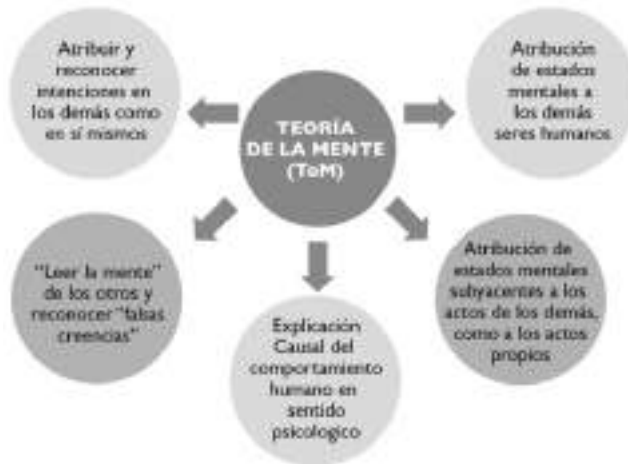 Atribuir y
reconocer
intenciones en
los demás como
en sí mismos
TEORÍA
DE LA MENTE
(ToM)
Atribución
de estados
mentales a
los demás
seres humanos
"Leer la mente"
de los otros y
reconocer "falsas
creencias"
Explicación
Causal del
comportamiento
humano en
sentido
psicologico
Atribución de
estados mentales
subyacentes a los
actos de los demás,
como a los actos
propios